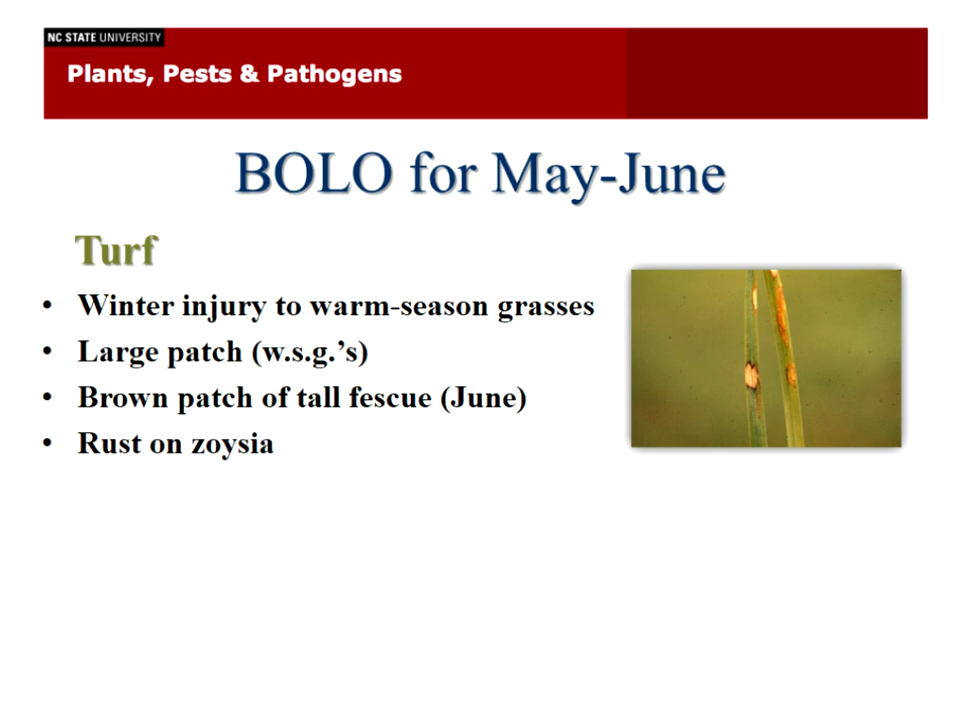 NC STATE UNIVERSITY
Plants, Pests & Pathogens
BOLO for May-June
Turf
• Winter injury to warm-season grasses
• Large patch (w.s.g.’s)
• Brown patch of tall fescue (June)
• Rust on zoysia